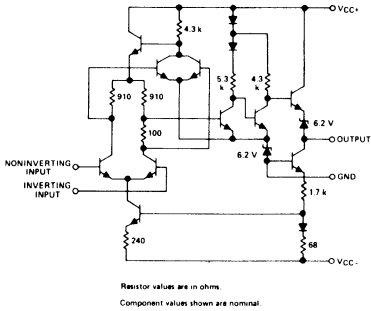 VCC+
4.3 k
5.3 k
4.3 k
910
910
6.2 V
100
OUTPUT
6.2 V
NONINVERTING INPUT
GND
INVERTING INPUT
1.7 k
240
68
VCC-
Resistor values are in ohms.
Component values shown are nominal.